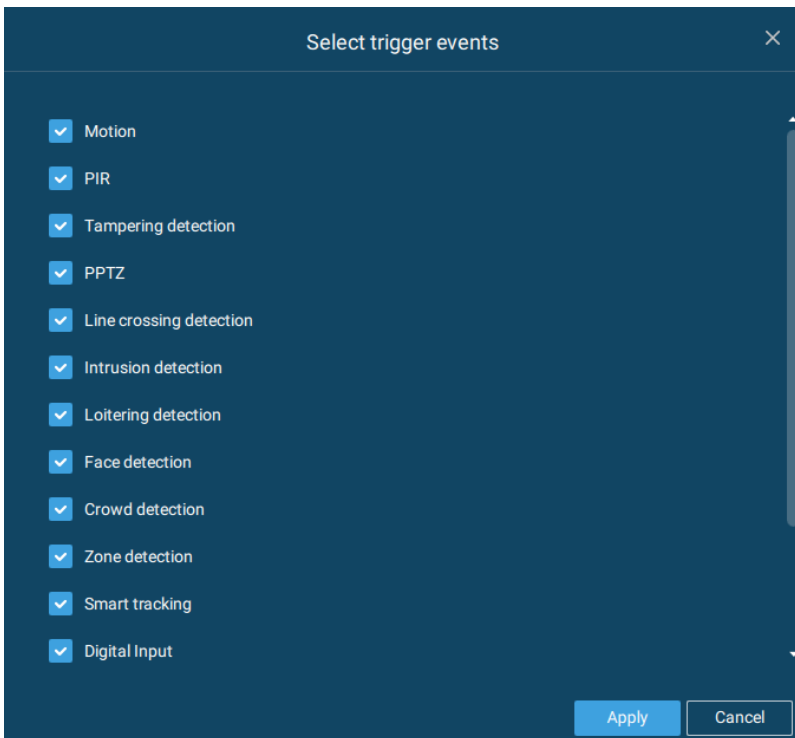 Select trigger events
Motion
PIR
Tampering detection
PPTZ
Line crossing detection
Intrusion detection
Loitering detection
Face detection
Crowd detection
Zone detection
Smart tracking
Digital Input
Apply Cancel